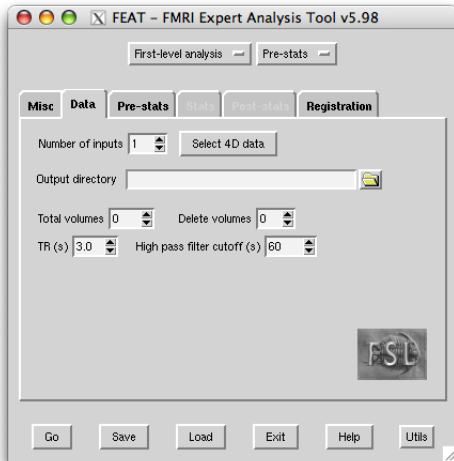 FEAT - FMRI Expert Analysis Tool v5.98
First-level analysis Pre-stats
Misc Data Pre-stats Stats Post-stats Registration
Number of inputs 1 Select 4D data
Output directory
Total volumes 0 Delete volumes 0
TR (s) 3.0 High pass filter cutoff (s) 60
FSL
Go Save Load Exit Help Utils